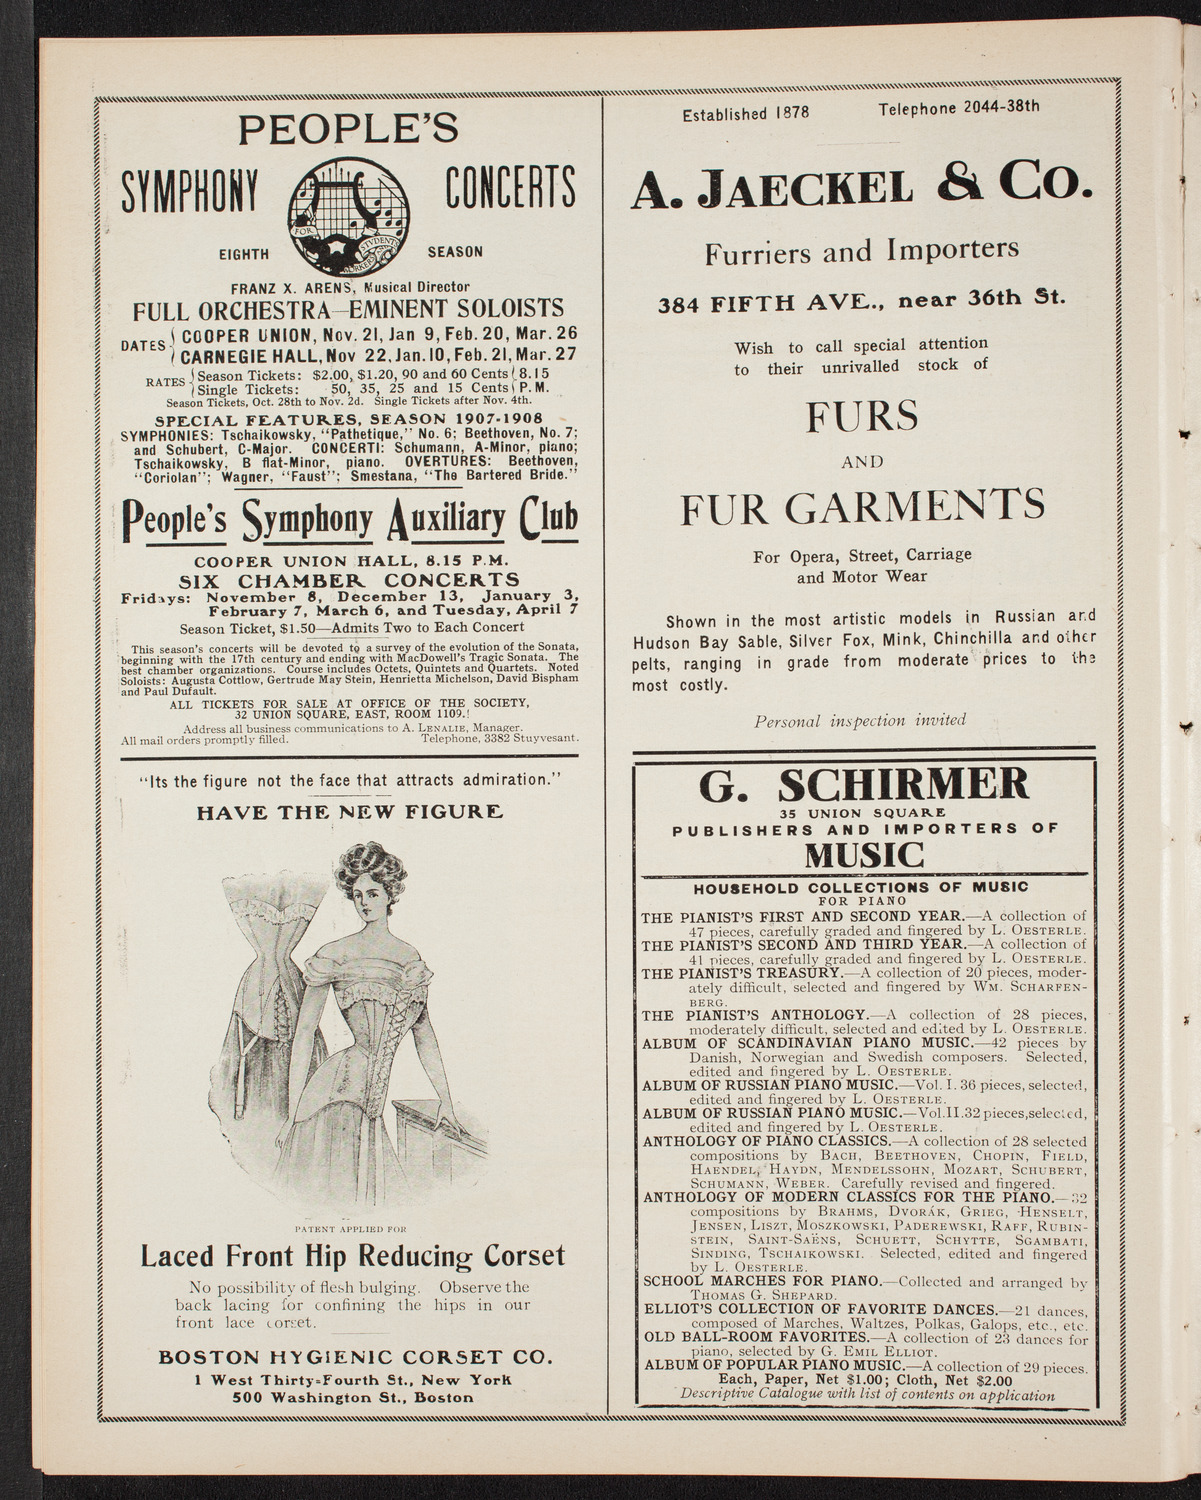 PEOPLE'S
SYMPHONY CONCERTS
FOR
STUDENTS
WORKERS
EIGHTH SEASON
FRANZ X. ARENS, Musical Director
FULL ORCHESTRA—EMINENT SOLOISTS
DATES { COOPER UNION, Nov. 21, Jan 9, Feb. 20, Mar. 26
CARNEGIE HALL, Nov 22, Jan. 10, Feb. 21, Mar. 27
RATES { Season Tickets: $2.00, $1.20, 90 and 60 Cents { 8.15
Single Tickets: 50, 35, 25 and 15 Cents } P.M.
Season Tickets, Oct. 28th to Nov. 2d. Single Tickets after Nov. 4th.
SPECIAL FEATURES, SEASON 1907-1908
SYMPHONIES: Tschaikowsky, "Pathetique," No. 6; Beethoven, No. 7;
and Schubert, C-Major. CONCERTI: Schumann, A-Minor, piano;
Tschaikowsky, B flat-Minor, piano. OVERTURES: Beethoven,
"Coriolan"; Wagner, "Faust"; Smestana, "The Bartered Bride."
People's Symphony Auxiliary Club
COOPER UNION HALL, 8.15 P.M.
SIX CHAMBER CONCERTS
Fridays: November 8, December 13, January 3,
February 7, March 6, and Tuesday, April 7
Season Ticket, $1.50—Admits Two to Each Concert
This season's concerts will be devoted to a survey of the evolution of the Sonata,
beginning with the 17th century and ending with MacDowell's Tragic Sonata. The
best chamber organizations. Course includes Octets, Quintets and Quartets. Noted
Soloists: Augusta Cottlow, Gertrude May Stein, Henrietta Michelson, David Bispham
and Paul Dufault.
ALL TICKETS FOR SALE AT OFFICE OF THE SOCIETY,
32 UNION SQUARE, EAST, ROOM 1109.!
Address all business communications to A. LENALIE, Manager.
All mail orders promptly filled. Telephone, 3382 Stuyvesant.
"Its the figure not the face that attracts admiration."
HAVE THE NEW FIGURE
PATENT APPLIED FOR
Laced Front Hip Reducing Corset
No possibility of flesh bulging. Observe the
back lacing for confining the hips in our
front lace corset.
BOSTON HYGIENIC CORSET CO.
1 West Thirty-Fourth St., New York
500 Washington St., Boston
Established 1878 Telephone 2044-38th
A. JAECKEL & CO.
Furriers and Importers
384 FIFTH AVE., near 36th St.
Wish to call special attention
to their unrivalled stock of
FURS
AND
FUR GARMENTS
For Opera, Street, Carriage
and Motor Wear
Shown in the most artistic models in Russian and
Hudson Bay Sable, Silver Fox, Mink, Chinchilla and other
pelts, ranging in grade from moderate prices to the
most costly.
Personal inspection invited
G. SCHIRMER
35 UNION SQUARE
PUBLISHERS AND IMPORTERS OF
MUSIC
HOUSEHOLD COLLECTIONS OF MUSIC
FOR PIANO
THE PIANIST'S FIRST AND SECOND YEAR.—A collection of
47 pieces, carefully graded and fingered by L. OESTERLE.
THE PIANIST'S SECOND AND THIRD YEAR.—A collection of
41 pieces, carefully graded and fingered by L. OESTERLE.
THE PIANIST'S TREASURY.—A collection of 20 pieces, moder-
ately difficult, selected and fingered by WM. SCHARFEN-
BERG.
THE PIANIST'S ANTHOLOGY.—A collection of 28 pieces,
moderately difficult, selected and edited by L. OESTERLE.
ALBUM OF SCANDINAVIAN PIANO MUSIC.—42 pieces by
Danish, Norwegian and Swedish composers. Selected,
edited and fingered by L. OESTERLE.
ALBUM OF RUSSIAN PIANO MUSIC.—Vol. I. 36 pieces, selected,
edited and fingered by L. OESTERLE.
ALBUM OF RUSSIAN PIANO MUSIC.—Vol. II. 32 pieces, selected,
edited and fingered by L. OESTERLE.
ANTHOLOGY OF PIANO CLASSICS.—A collection of 28 selected
compositions by BACH, BEETHOVEN, CHOPIN, FIELD,
HAENDEL, HAYDN, MENDELSSOHN, MOZART, SCHUBERT,
SCHUMANN, WEBER. Carefully revised and fingered.
ANTHOLOGY OF MODERN CLASSICS FOR THE PIANO.—32
compositions by BRAHMS, DVORÁK, GRIEG, HENSELT,
JENSEN, LISZT, MOSZKOWSKI, PADEREWSKI, RAFF, RUBIN-
STEIN, SAINT-SAËNS, SCHUETT, SCHYTTE, SGAMBATI,
SINDING, TSCHAIKOWSKI. Selected, edited and fingered
by L. OESTERLE.
SCHOOL MARCHES FOR PIANO.—Collected and arranged by
THOMAS G. SHEPARD.
ELLIOT'S COLLECTION OF FAVORITE DANCES.—21 dances,
composed of Marches, Waltzes, Polkas, Galops, etc., etc.
OLD BALL-ROOM FAVORITES.—A collection of 23 dances for
piano, selected by G. EMIL ELLIOT.
ALBUM OF POPULAR PIANO MUSIC.—A collection of 29 pieces.
Each, Paper, Net $1.00; Cloth, Net $2.00
Descriptive Catalogue with list of contents on application